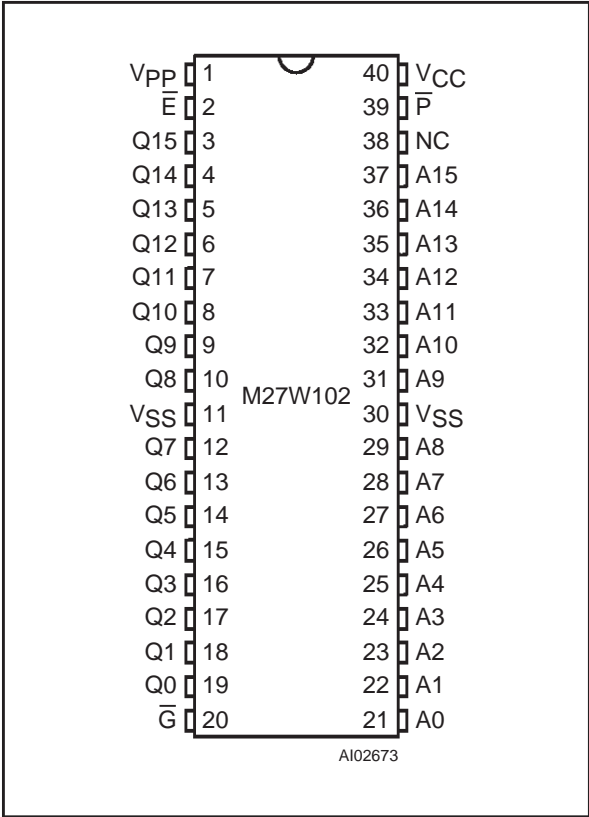 VPP 1 40 VCC
E̅ 2 39 P̅
Q15 3 38 NC
Q14 4 37 A15
Q13 5 36 A14
Q12 6 35 A13
Q11 7 34 A12
Q10 8 33 A11
Q9 9 32 A10
Q8 10 31 A9
M27W102
VSS 11 30 VSS
Q7 12 29 A8
Q6 13 28 A7
Q5 14 27 A6
Q4 15 26 A5
Q3 16 25 A4
Q2 17 24 A3
Q1 18 23 A2
Q0 19 22 A1
G̅ 20 21 A0
AI02673